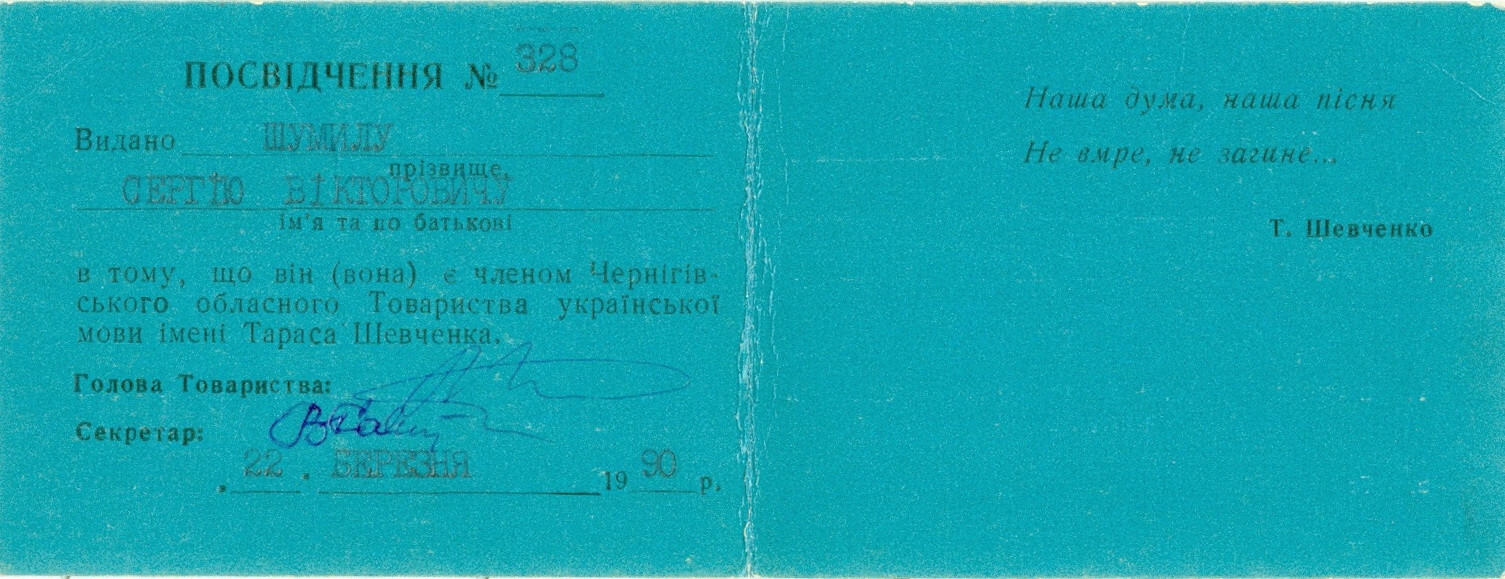 ПОСВІДЧЕННЯ № 328
Видано ШУМИЛУ
прізвище,
СЕРГІЮ ВІКТОРОВИЧУ
ім'я та по батькові
в тому, що він (вона) є членом Чернігів-
ського обласного Товариства української
мови імені Тараса Шевченка.
Голова Товариства:
Секретар:
22. БЕРЕЗНЯ 1990 р.
Наша дума, наша пісня
Не вмре, не загине...
Т. Шевченко